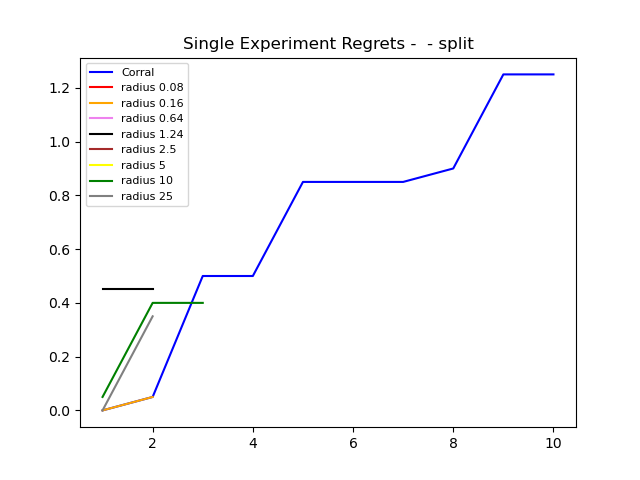 Single Experiment Regrets -  - split
Corral
radius 0.08
radius 0.16
radius 0.64
radius 1.24
radius 2.5
radius 5
radius 10
radius 25
1.2
1.0
0.8
0.6
0.4
0.2
0.0
2 4 6 8 10